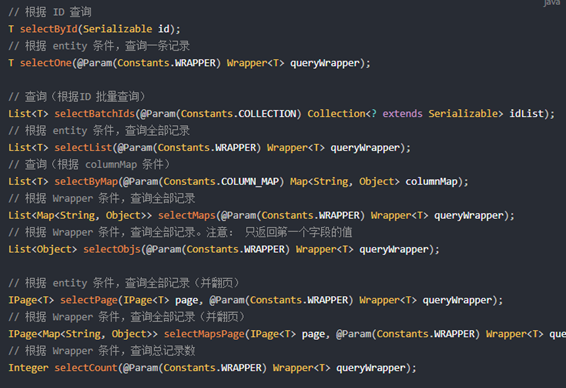 java
// 根据 ID 查询
T selectById(Serializable id);
// 根据 entity 条件，查询一条记录
T selectOne(@Param(Constants.WRAPPER) Wrapper<T> queryWrapper);
// 查询（根据ID 批量查询）
List<T> selectBatchIds(@Param(Constants.COLLECTION) Collection<? extends Serializable> idList);
// 根据 entity 条件，查询全部记录
List<T> selectList(@Param(Constants.WRAPPER) Wrapper<T> queryWrapper);
// 查询（根据 columnMap 条件）
List<T> selectByMap(@Param(Constants.COLUMN_MAP) Map<String, Object> columnMap);
// 根据 Wrapper 条件，查询全部记录
List<Map<String, Object>> selectMaps(@Param(Constants.WRAPPER) Wrapper<T> queryWrapper);
// 根据 Wrapper 条件，查询全部记录。注意： 只返回第一个字段的值
List<Object> selectObjs(@Param(Constants.WRAPPER) Wrapper<T> queryWrapper);
// 根据 entity 条件，查询全部记录（并翻页）
IPage<T> selectPage(IPage<T> page, @Param(Constants.WRAPPER) Wrapper<T> queryWrapper);
// 根据 Wrapper 条件，查询全部记录（并翻页）
IPage<Map<String, Object>> selectMapsPage(IPage<T> page, @Param(Constants.WRAPPER) Wrapper<T> que
// 根据 Wrapper 条件，查询总记录数
Integer selectCount(@Param(Constants.WRAPPER) Wrapper<T> queryWrapper);